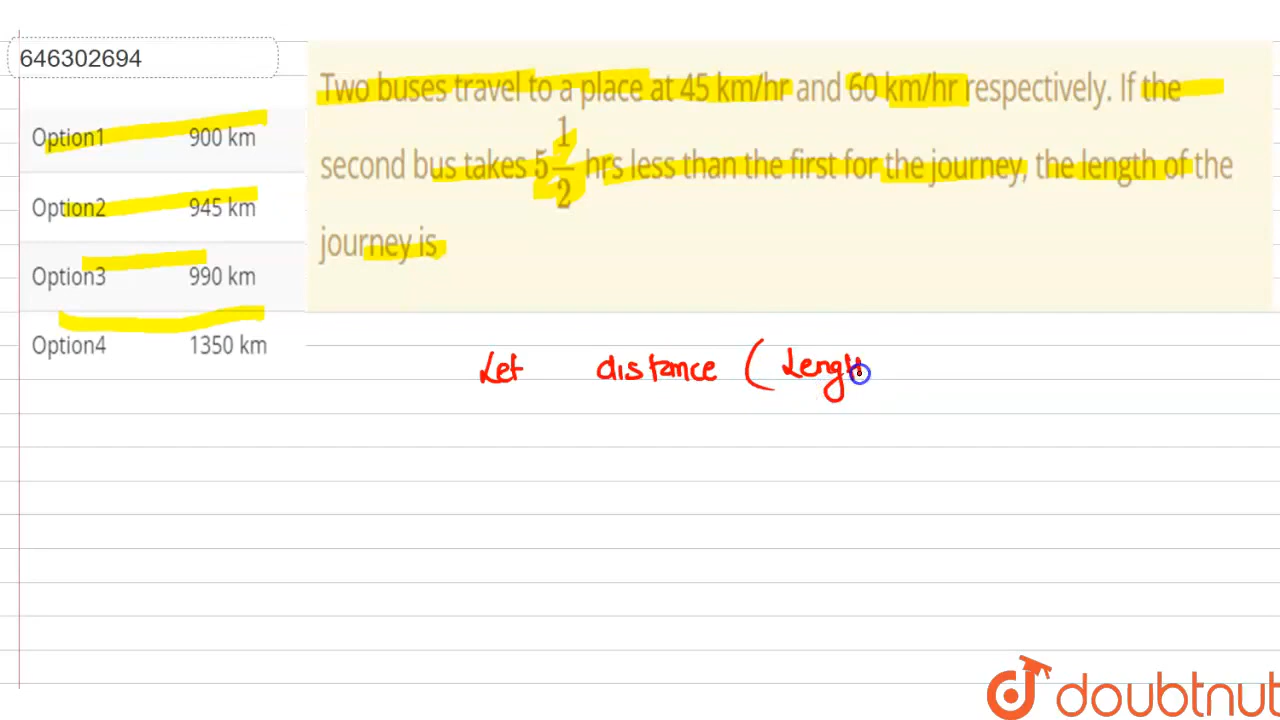 646302694
Two buses travel to a place at 45 km/hr and 60 km/hr respectively. If the
second bus takes 5 1/2 hrs less than the first for the journey, the length of the
journey is
Option1 900 km
Option2 945 km
Option3 990 km
Option4 1350 km
Let distance (Length
doubtnut